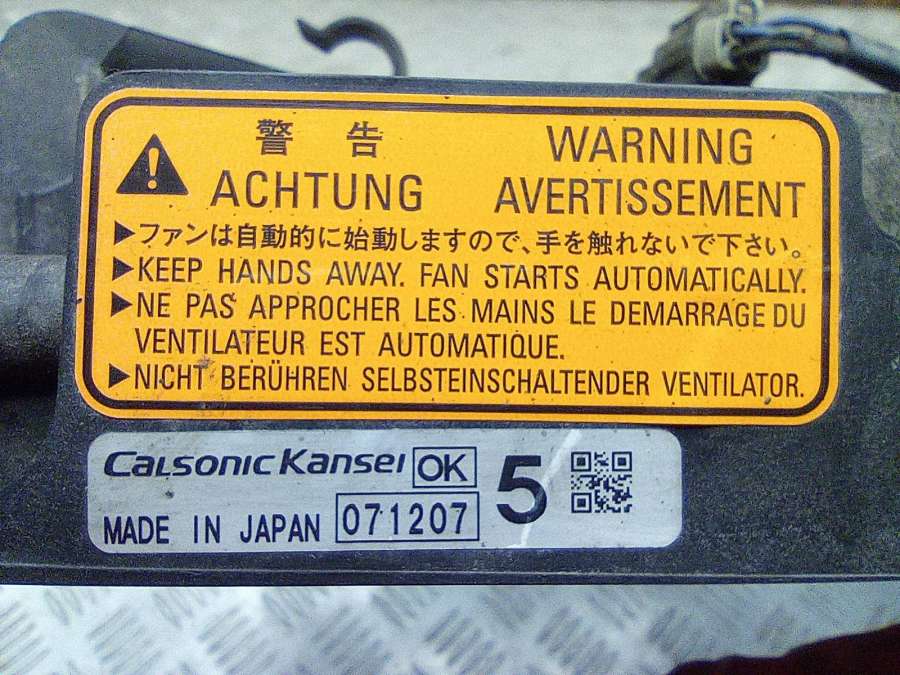 警告 WARNING
ACHTUNG AVERTISSEMENT
▶ファンは自動的に始動しますので、手を触れないで下さい。
▶KEEP HANDS AWAY. FAN STARTS AUTOMATICALLY.
▶NE PAS APPROCHER LES MAINS LE DEMARRAGE DU
VENTILATEUR EST AUTOMATIQUE.
▶NICHT BERÜHREN SELBSTEINSCHALTENDER VENTILATOR.
CALSONIC KANSEI OK 5
MADE IN JAPAN 071207